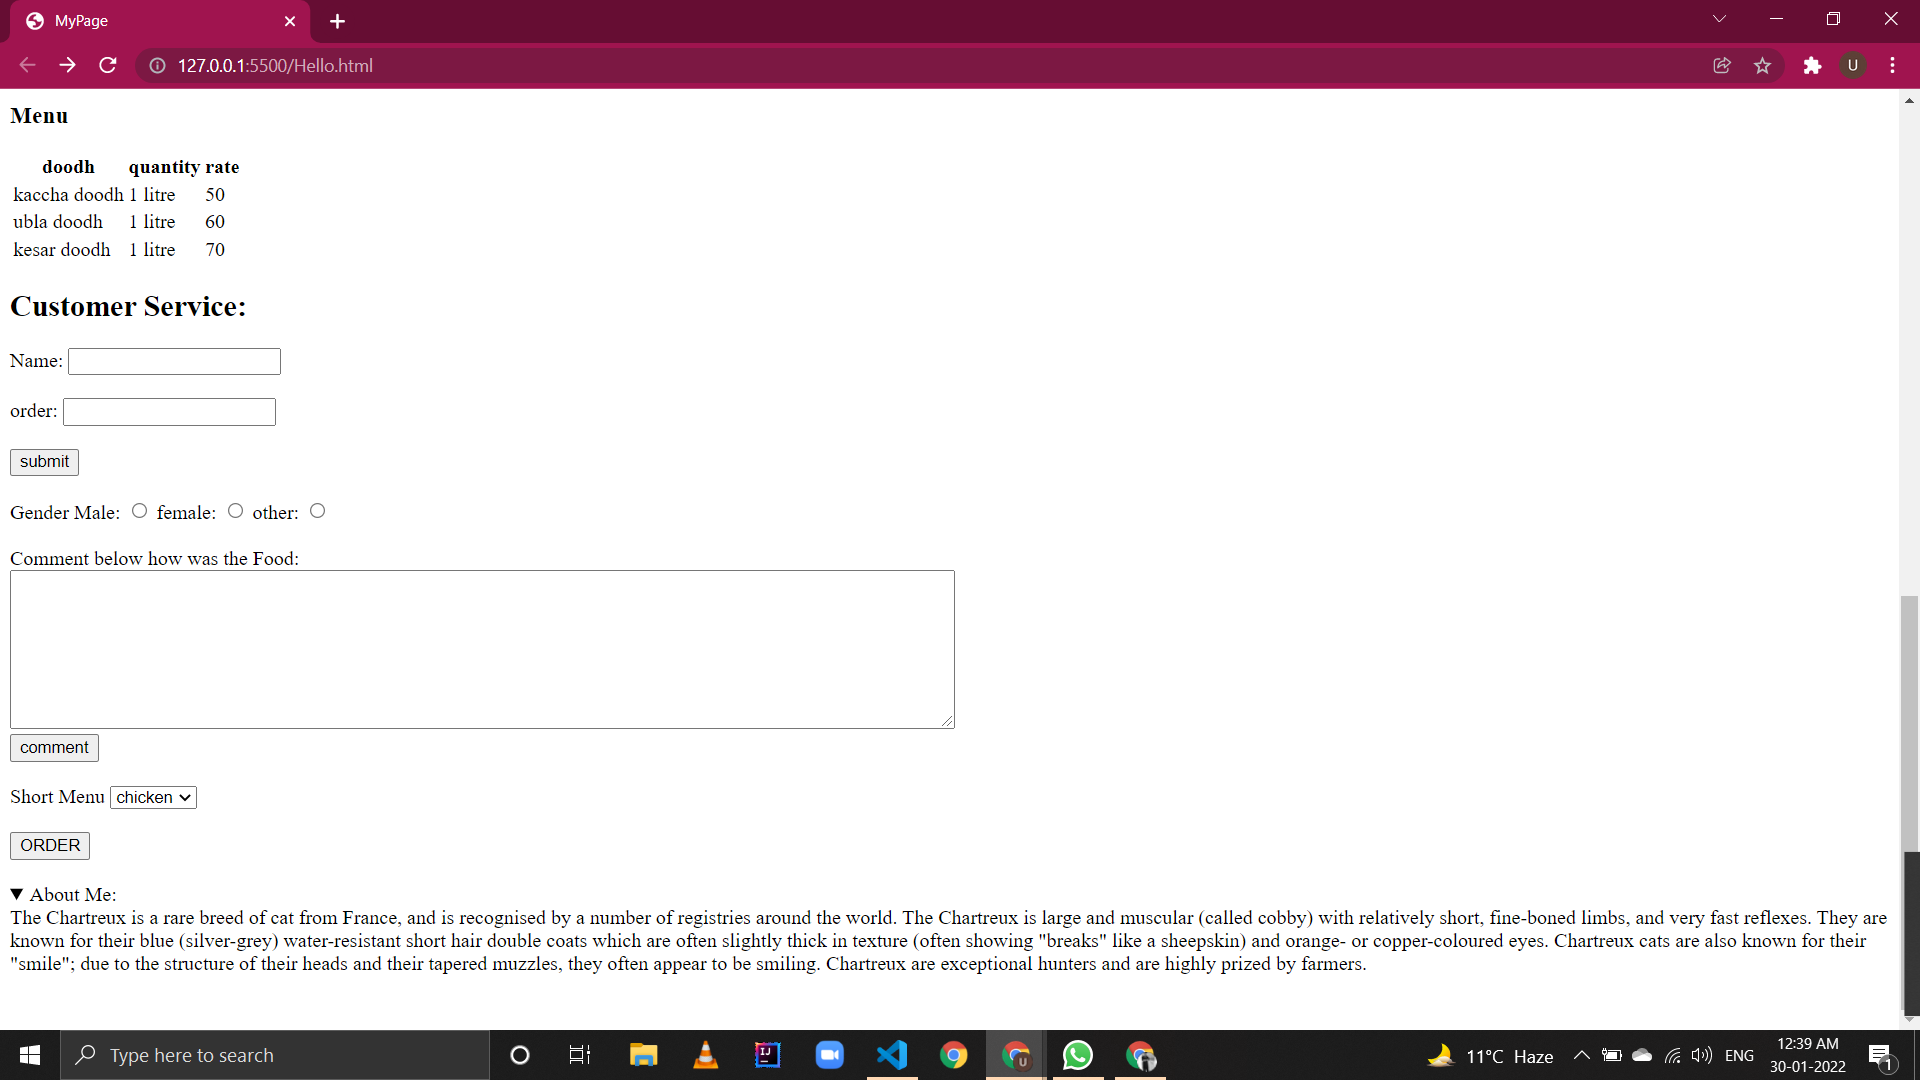 MyPage
127.0.0.1:5500/Hello.html
U
Menu
doodh quantity rate
kaccha doodh 1 litre 50
ubla doodh 1 litre 60
kesar doodh 1 litre 70
Customer Service:
Name:
order:
submit
Gender Male: female: other:
Comment below how was the Food:
comment
Short Menu chicken
ORDER
About Me:
The Chartreux is a rare breed of cat from France, and is recognised by a number of registries around the world. The Chartreux is large and muscular (called cobby) with relatively short, fine-boned limbs, and very fast reflexes. They are
known for their blue (silver-grey) water-resistant short hair double coats which are often slightly thick in texture (often showing "breaks" like a sheepskin) and orange- or copper-coloured eyes. Chartreux cats are also known for their
"smile"; due to the structure of their heads and their tapered muzzles, they often appear to be smiling. Chartreux are exceptional hunters and are highly prized by farmers.
Type here to search
IJ
U
11°C Haze
ENG
12:39 AM
30-01-2022
1